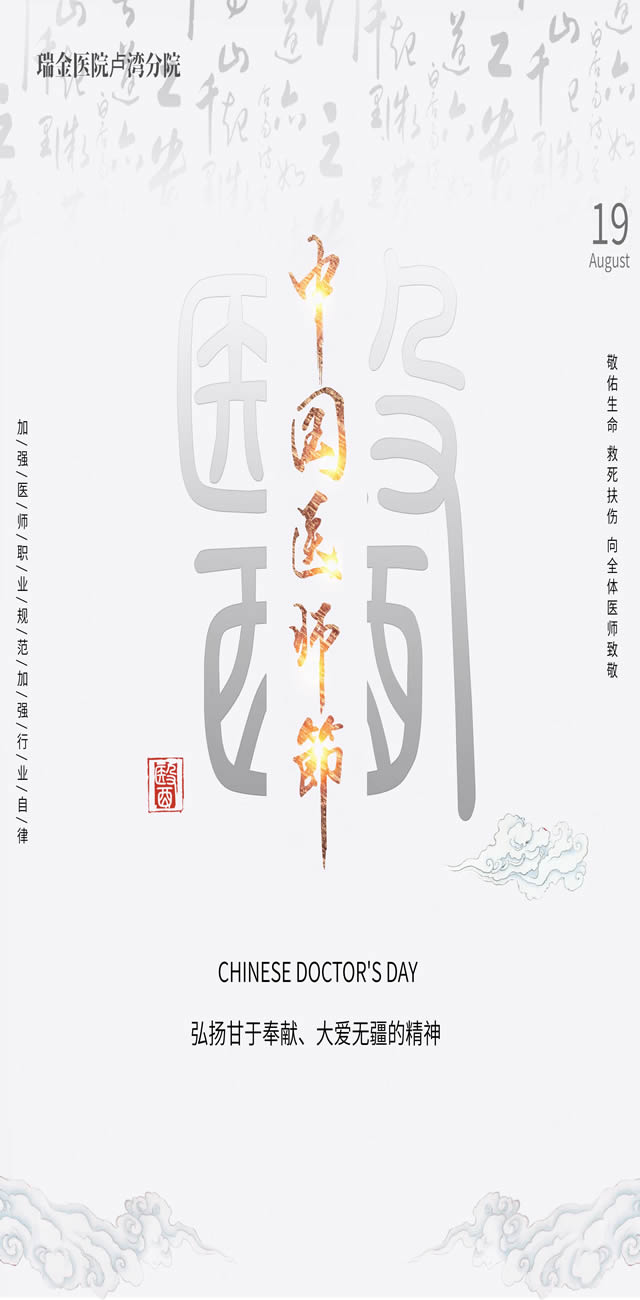 瑞金医院卢湾分院
19
August
中国医师節
醫
敬佑生命 救死扶伤 向全体医师致敬
加/强/医/师/职/业/规/范/加/强/行/业/自/律
醫
CHINESE DOCTOR'S DAY
弘扬甘于奉献、大爱无疆的精神